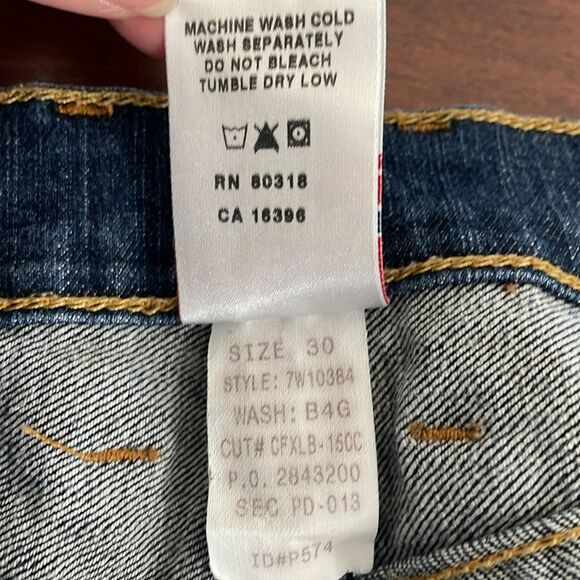 MACHINE WASH COLD
WASH SEPARATELY
DO NOT BLEACH
TUMBLE DRY LOW
RN 80318
CA 16396
SIZE 30
STYLE: 7W10384
WASH: B4G
CUT# CFXLB-150C
P.O. 2843200
SEC PD-013
ID#P574